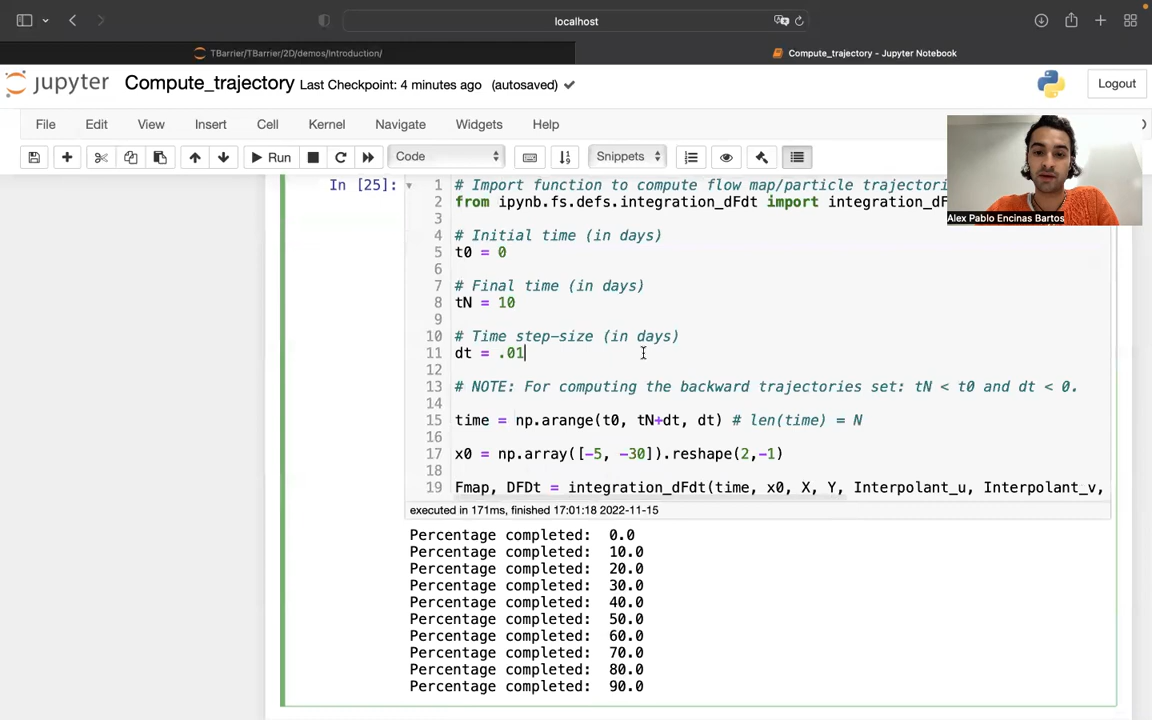 localhost
TBarrier/TBarrier/2D/demos/Introduction/
Compute_trajectory - Jupyter Notebook
jupyter Compute_trajectory Last Checkpoint: 4 minutes ago (autosaved)
Logout
File Edit View Insert Cell Kernel Navigate Widgets Help
Run Code Snippets
Alex Pablo Encinas Bartos
In [25]:
1 # Import function to compute flow map/particle trajectori
2 from ipynb.fs.defs.integration_dFdt import integration_dF
3
4 # Initial time (in days)
5 t0 = 0
6
7 # Final time (in days)
8 tN = 10
9
10 # Time step-size (in days)
11 dt = .01
12
13 # NOTE: For computing the backward trajectories set: tN < t0 and dt < 0.
14
15 time = np.arange(t0, tN+dt, dt) # len(time) = N
16
17 x0 = np.array([-5, -30]).reshape(2,-1)
18
19 Fmap, DFDt = integration_dFdt(time, x0, X, Y, Interpolant_u, Interpolant_v,
executed in 171ms, finished 17:01:18 2022-11-15
Percentage completed: 0.0
Percentage completed: 10.0
Percentage completed: 20.0
Percentage completed: 30.0
Percentage completed: 40.0
Percentage completed: 50.0
Percentage completed: 60.0
Percentage completed: 70.0
Percentage completed: 80.0
Percentage completed: 90.0